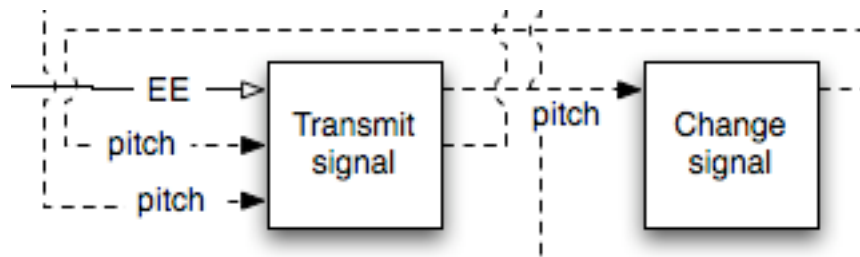 EE
pitch
pitch
Transmit
signal
pitch
Change
signal